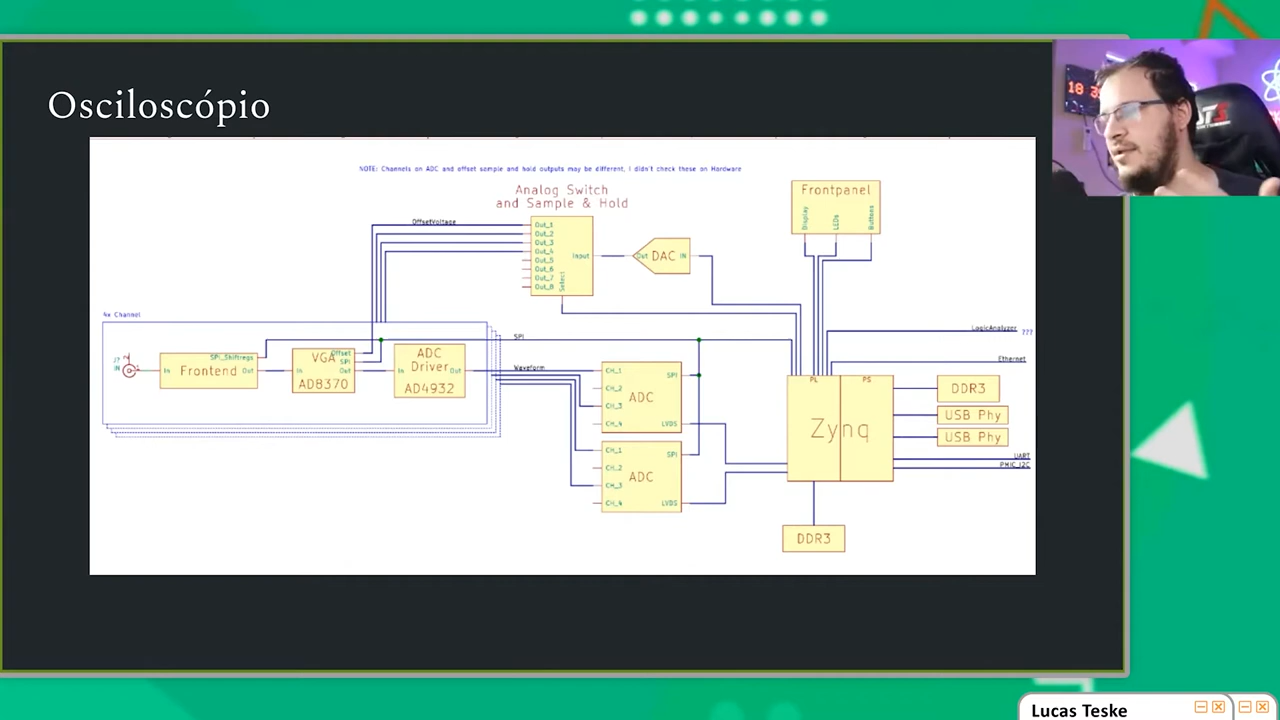 Osciloscópio
NOTE: Channels on ADC and offset sample and hold outputs may be different, I didn't check these on Hardware
Analog Switch
and Sample & Hold
OffsetVoltage
Out_1
Out_2
Out_3
Out_4
Out_5
Out_6
Out_7
Out_8
Input
Select
Out DAC IN
Frontpanel
Display
LEDs
Buttons
LogicAnalyzer ???
Ethernet
4x Channel
SPI
J?
IN
SPI_Shiftregs
In Frontend Out
VGA
Offset
SPI
In Out
AD8370
ADC
Driver
In Out
AD4932
Waveform
CH_1
CH_2
CH_3
CH_4
SPI
ADC
LVDS
CH_1
CH_2
CH_3
CH_4
SPI
ADC
LVDS
PL PS
Zynq
DDR3
USB Phy
USB Phy
UART
PMIC_I2C
DDR3
18 3
Lucas Teske